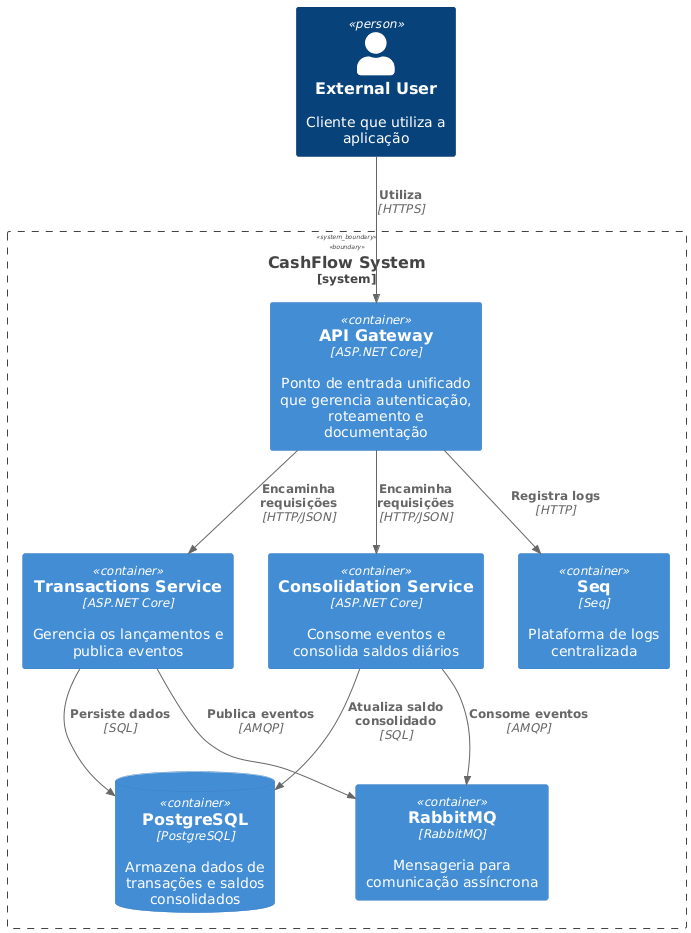 «person»
External User
Cliente que utiliza a
aplicação
Utiliza
[HTTPS]
«system_boundary»
«boundary»
CashFlow System
[system]
«container»
API Gateway
[ASP.NET Core]
Ponto de entrada unificado
que gerencia autenticação,
roteamento e
documentação
Encaminha
requisições
[HTTP/JSON]
Encaminha
requisições
[HTTP/JSON]
Registra logs
[HTTP]
«container»
Transactions Service
[ASP.NET Core]
Gerencia os lançamentos e
publica eventos
«container»
Consolidation Service
[ASP.NET Core]
Consome eventos e
consolida saldos diários
«container»
Seq
[Seq]
Plataforma de logs
centralizada
Persiste dados
[SQL]
Publica eventos
[AMQP]
Atualiza saldo
consolidado
[SQL]
Consome eventos
[AMQP]
«container»
PostgreSQL
[PostgreSQL]
Armazena dados de
transações e saldos
consolidados
«container»
RabbitMQ
[RabbitMQ]
Mensageria para
comunicação assíncrona